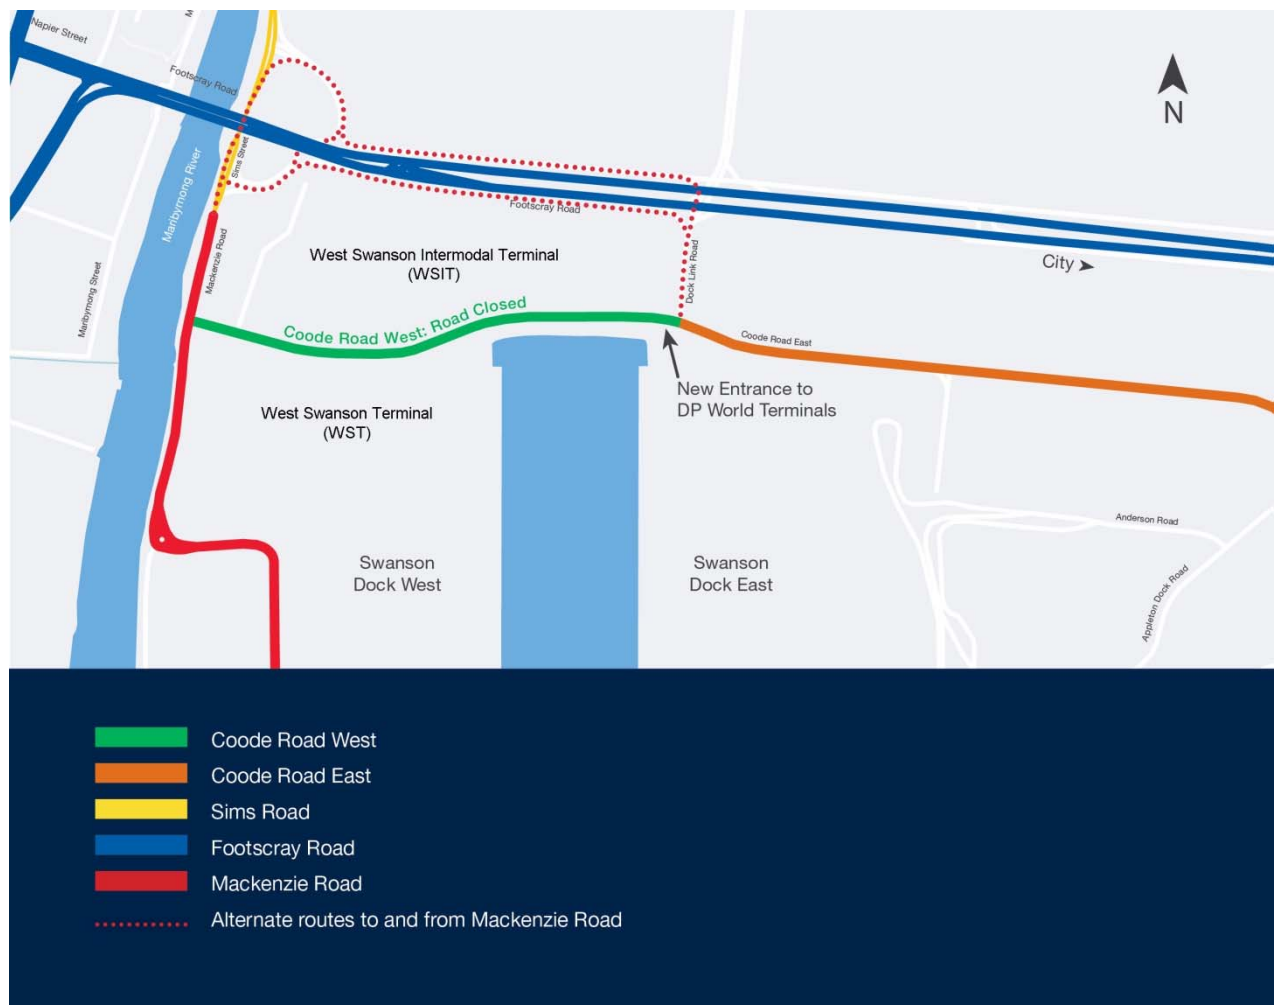 Napier Street
M
Footscray Road
N
Sims Street
Maribyrnong River
Footscray Road
Mackenzie Road
West Swanson Intermodal Terminal
(WSIT)
City
Dock Link Road
Maribyrnong Street
Coode Road West: Road Closed
Coode Road East
New Entrance to
DP World Terminals
West Swanson Terminal
(WST)
Anderson Road
Swanson
Dock West
Swanson
Dock East
Appleton Dock Road
Coode Road West
Coode Road East
Sims Road
Footscray Road
Mackenzie Road
Alternate routes to and from Mackenzie Road